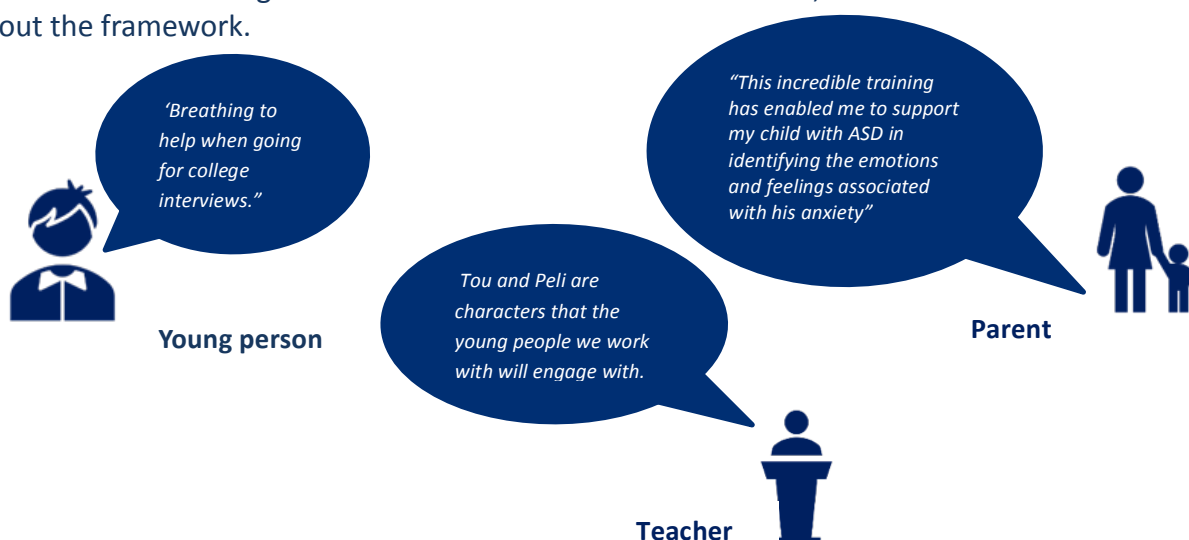 out the framework.
‘Breathing to
help when going
for college
interviews.”
Young person
“This incredible training
has enabled me to support
my child with ASD in
identifying the emotions
and feelings associated
with his anxiety”
Parent
Tou and Peli are
characters that the
young people we work
with will engage with.
Teacher